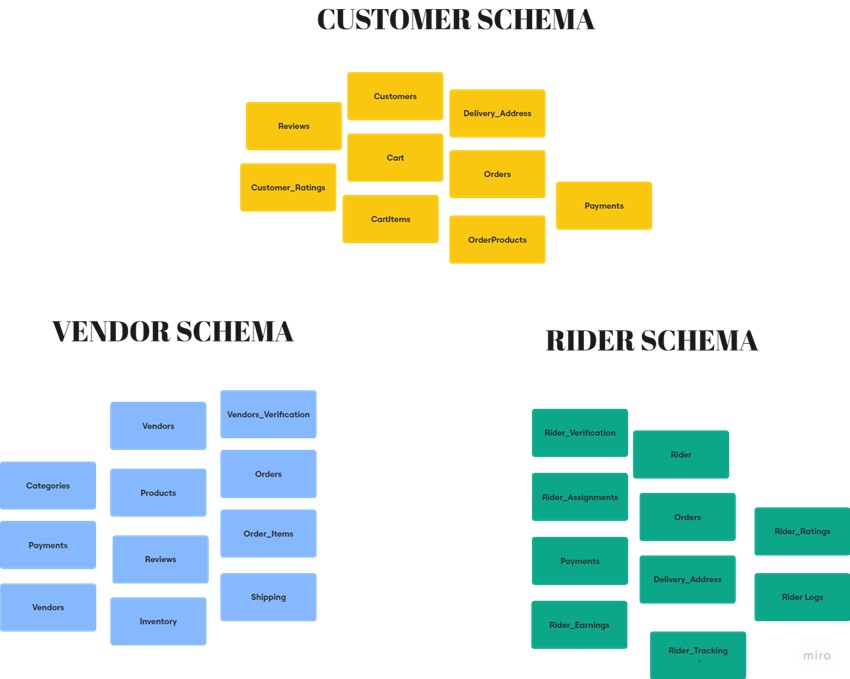 CUSTOMER SCHEMA
Customers
Delivery_Address
Reviews
Cart
Orders
Customer_Ratings
Payments
CartItems
OrderProducts
VENDOR SCHEMA
Vendors_Verification
Vendors
Orders
Categories
Products
Order_Items
Payments
Reviews
Shipping
Vendors
Inventory
RIDER SCHEMA
Rider_Verification
Rider
Rider_Assignments
Orders
Rider_Ratings
Payments
Delivery_Address
Rider Logs
Rider_Earnings
Rider_Tracking
miro